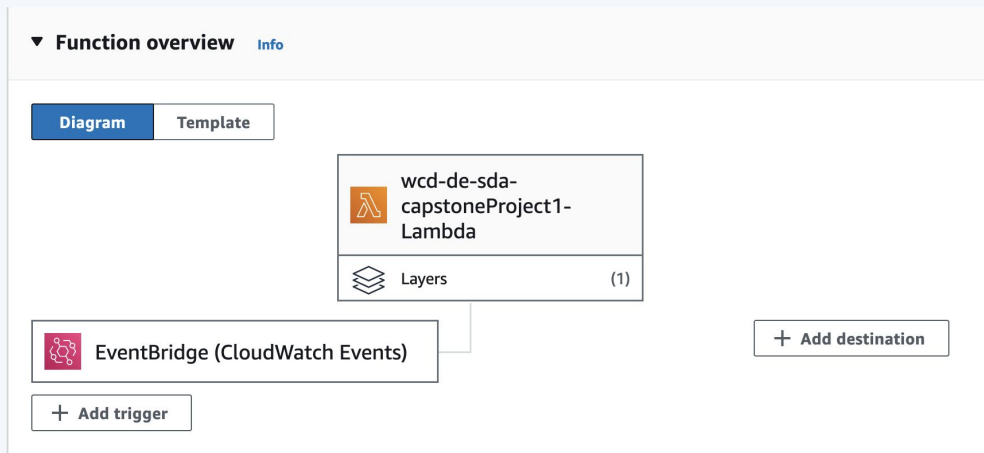 ▼ Function overview Info
Diagram Template
wcd-de-sda-
capstoneProject1-
Lambda
Layers (1)
EventBridge (CloudWatch Events)
+ Add destination
+ Add trigger